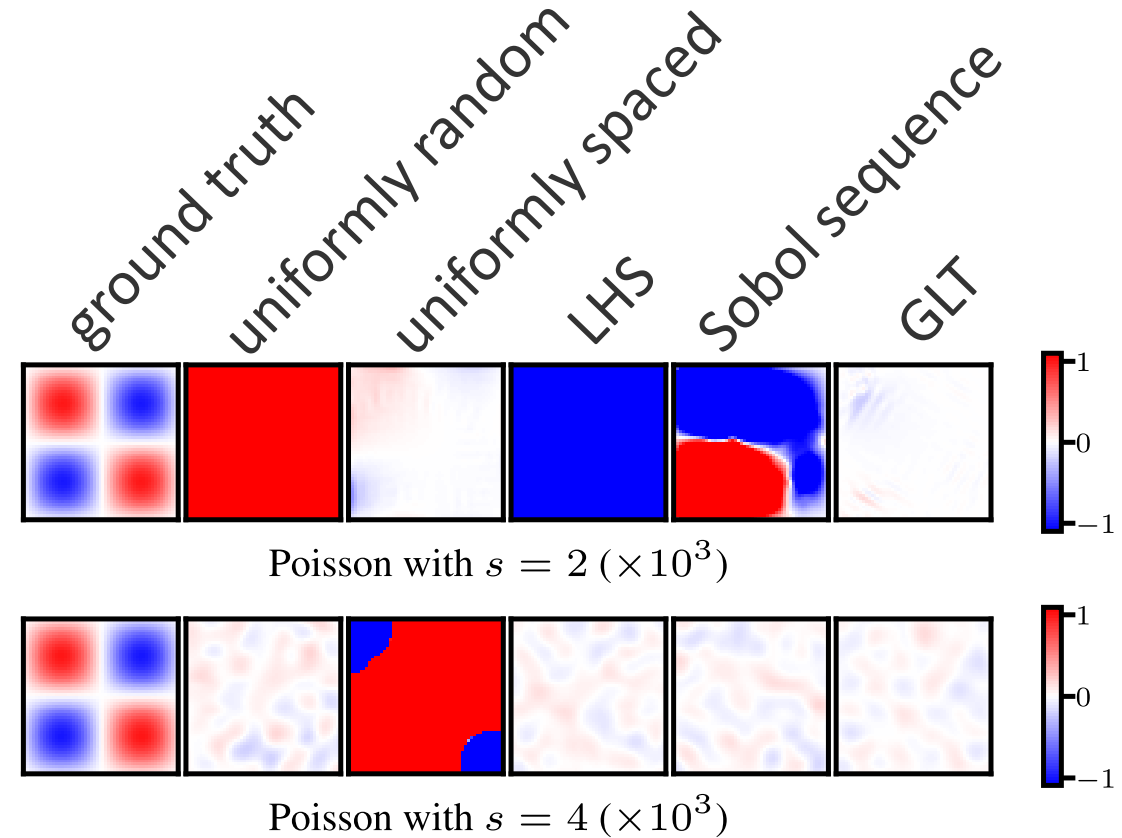 ground truth
uniformly random
uniformly spaced
LHS
Sobol sequence
GLT
1
0
−1
Poisson with s = 2 (×10³)
1
0
−1
Poisson with s = 4 (×10³)